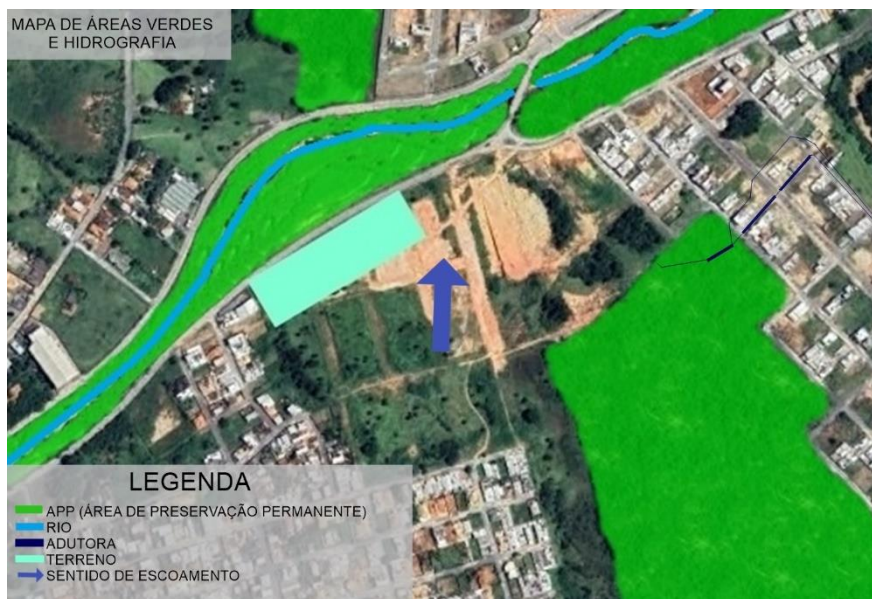 MAPA DE ÁREAS VERDES
E HIDROGRAFIA
LEGENDA
APP (ÁREA DE PRESERVAÇÃO PERMANENTE)
RIO
ADUTORA
TERRENO
SENTIDO DE ESCOAMENTO